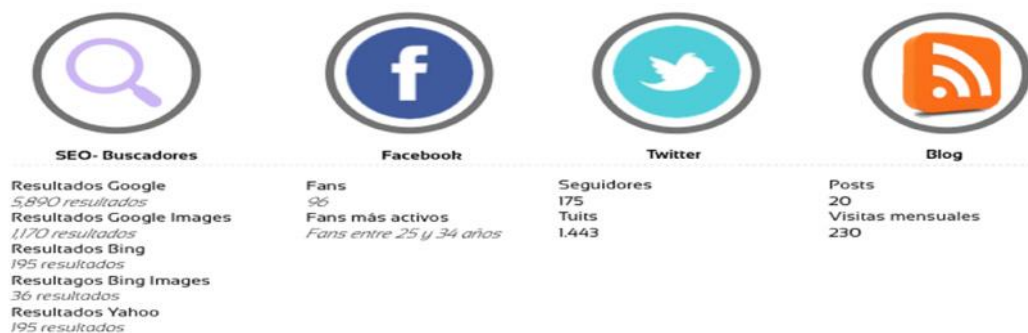 SEO- Buscadores
Resultados Google
5,890 resultados
Resultados Google Images
1,170 resultados
Resultados Bing
195 resultados
Resultagos Bing Images
36 resultados
Resultados Yahoo
195 resultados
Facebook
Fans
96
Fans más activos
Fans entre 25 y 34 años
Twitter
Seguidores
175
Tuits
1.443
Blog
Posts
20
Visitas mensuales
230